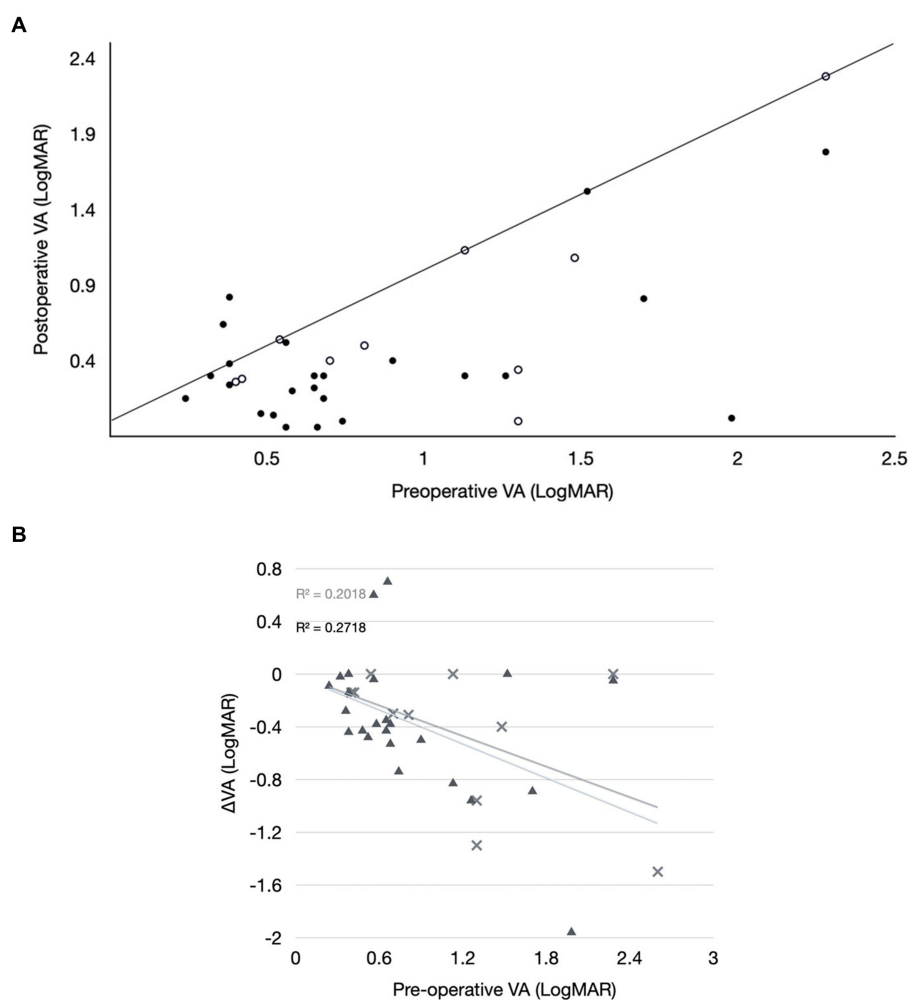 A
2.4
1.9
1.4
0.9
0.4
Postoperative VA (LogMAR)
0.5 1 1.5 2 2.5
Preoperative VA (LogMAR)
B
0.8
R² = 0.2018
0.4
R² = 0.2718
0
-0.4
-0.8
-1.2
-1.6
-2
ΔVA (LogMAR)
0 0.6 1.2 1.8 2.4 3
Pre-operative VA (LogMAR)